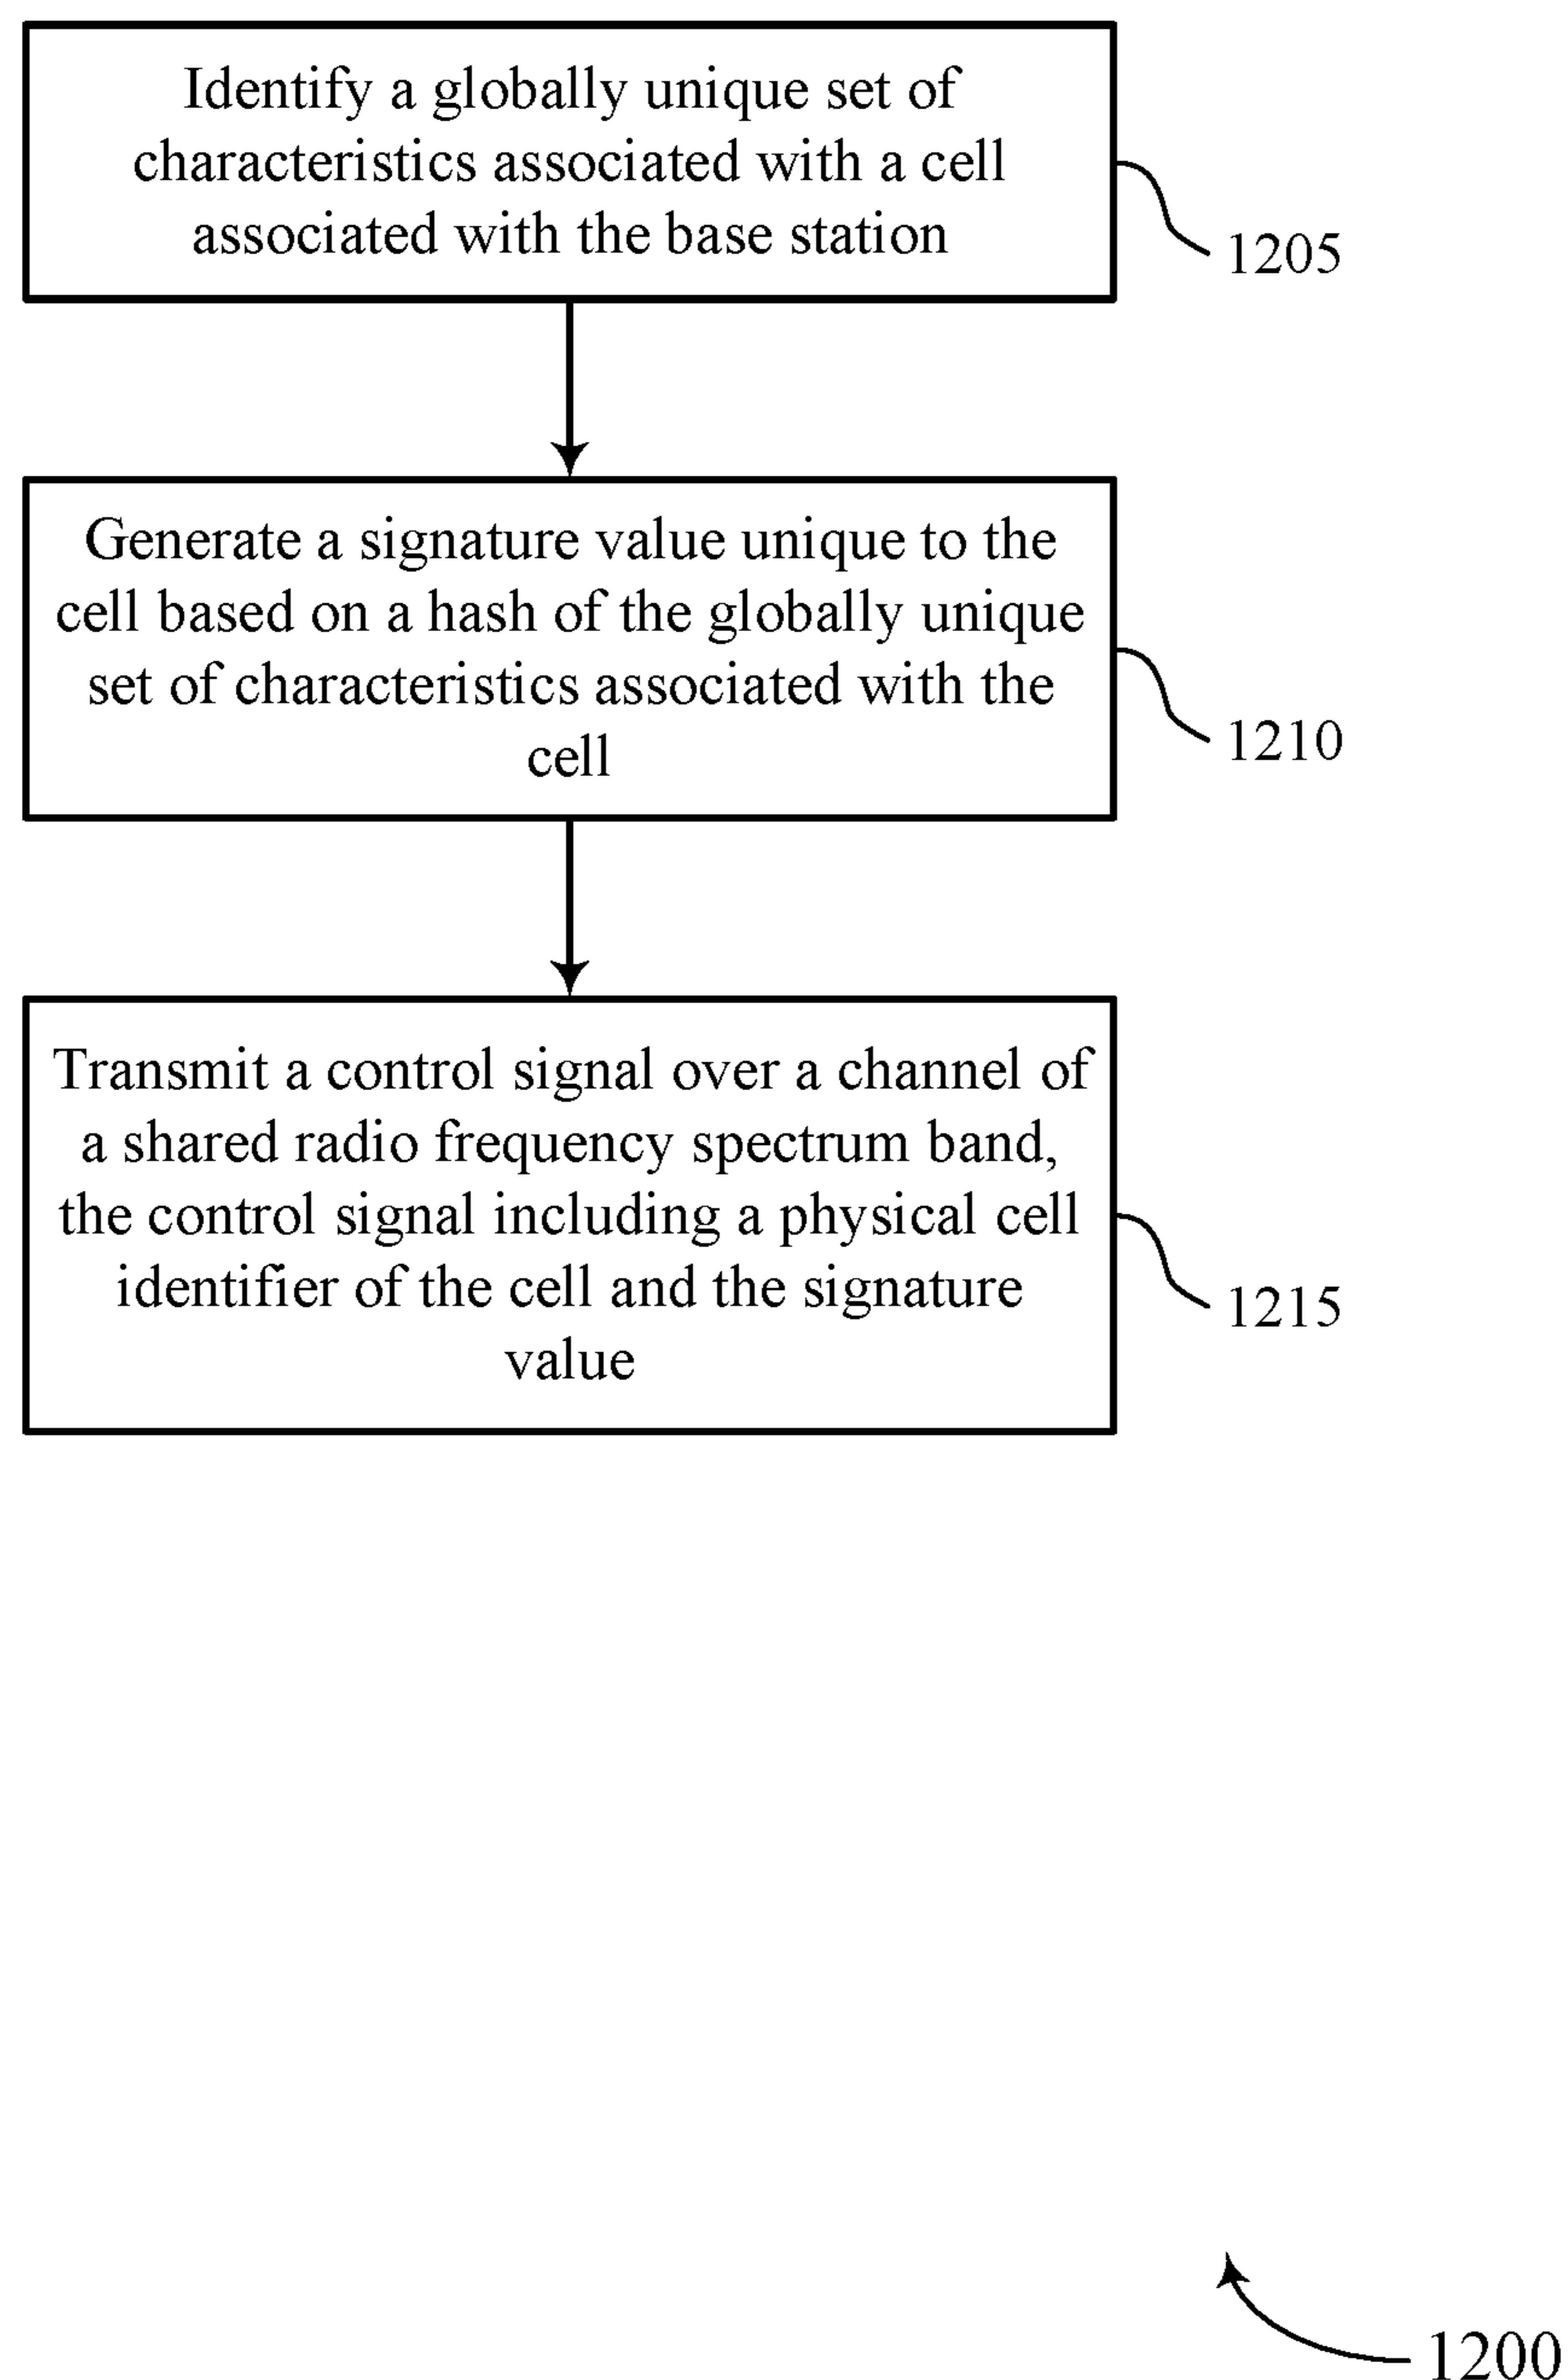 Identify a globally unique set of
characteristics associated with a cell
associated with the base station
1205
Generate a signature value unique to the
cell based on a hash of the globally unique
set of characteristics associated with the
cell
1210
Transmit a control signal over a channel of
a shared radio frequency spectrum band,
the control signal including a physical cell
identifier of the cell and the signature
value
1215
1200